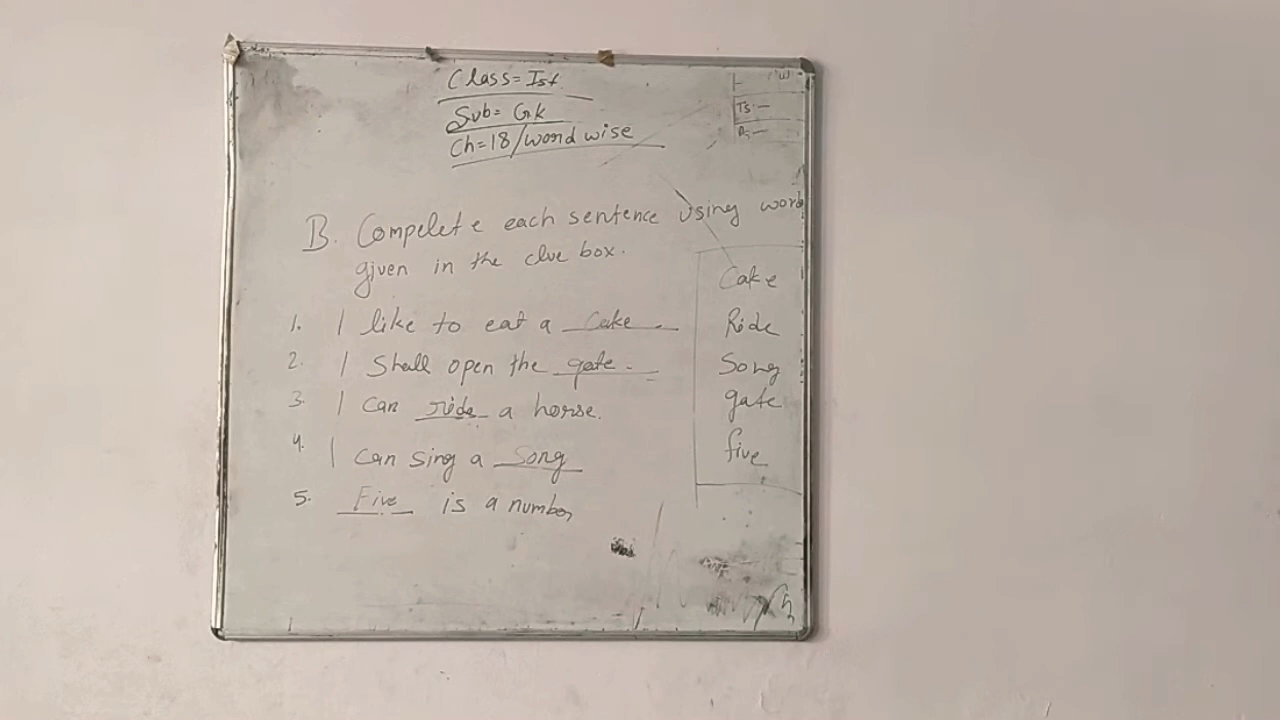 Class = Ist
Sub = G.k
Ch = 18/word wise
Ts:-
B. Compelete each sentence using word
given in the clue box.
Cake
Ride
Song
gate
five
1. I like to eat a Cake.
2. I Shall open the gate.
3. I can ride a horse.
4. I can sing a Song
5. Five is a number